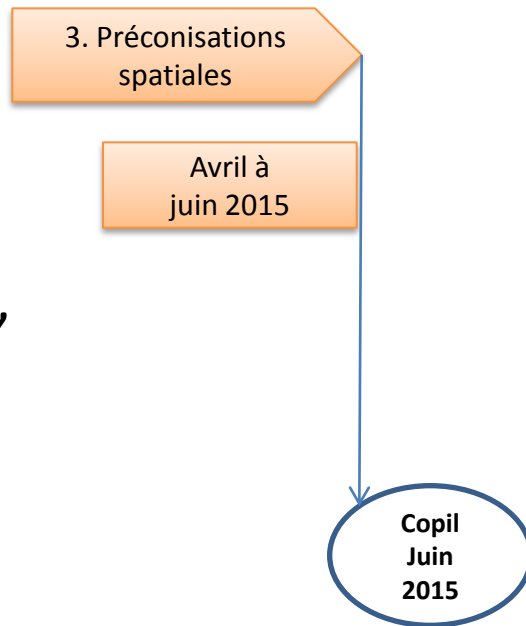 3. Préconisations
spatiales
Avril à
juin 2015
,
Copil
Juin
2015